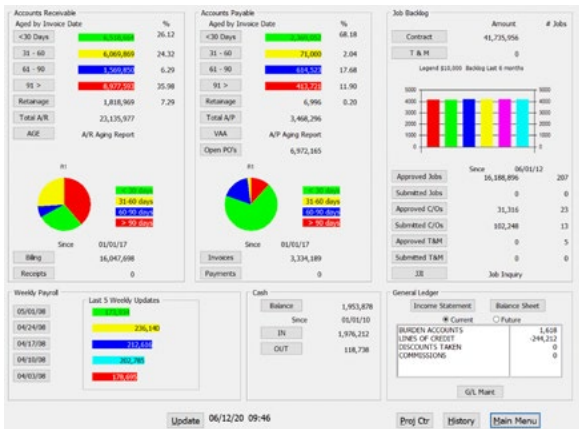 Accounts Receivable
Aged by Invoice Date %
<30 Days 26.12
31 - 60 6,069,869 24.32
61 - 90 1,569,850 6.29
91 > 8,977,593 35.98
Retainage 1,818,969 7.29
Total A/R 23,135,977
AGE A/R Aging Report
<30 days
31-60 days
60-90 days
> 90 days
Since 01/01/17
Billing 16,047,698
Receipts 0
Accounts Payable
Aged by Invoice Date %
<30 Days 68.18
31 - 60 71,000 2.04
61 - 90 614,521 17.68
91 > 413,721 11.90
Retainage 6,996 0.20
Total A/P 3,468,296
VAA A/P Aging Report
Open PO's 6,972,165
< 30 days
31-60 days
60-90 days
> 90 days
Since 01/01/17
Invoices 3,334,189
Payments 0
Job Backlog
Amount # Jobs
Contract 41,735,956
T & M 0
Legend $10,000 Backlog Last 6 months
5000 5000
4000 4000
3000 3000
2000 2000
1000 1000
0 0
Since 06/01/12
Approved Jobs 16,188,896 207
Submitted Jobs 0 0
Approved C/Os 31,316 23
Submitted C/Os 102,248 13
Approved T&M 0 5
Submitted T&M 0 0
Job Inquiry
Weekly Payroll
Last 5 Weekly Updates
05/01/08
04/24/08 236,140
04/17/08 212,616
04/10/08 202,785
04/03/08 178,695
Cash
Balance 1,953,878
Since 01/01/10
IN 1,976,212
OUT 118,738
General Ledger
Income Statement Balance Sheet
Current Future
BURDEN ACCOUNTS 1,618
LINES OF CREDIT -244,212
DISCOUNTS TAKEN 0
COMMISSIONS 0
G/L Maint
Update 06/12/20 09:46 Proj Ctr History Main Menu